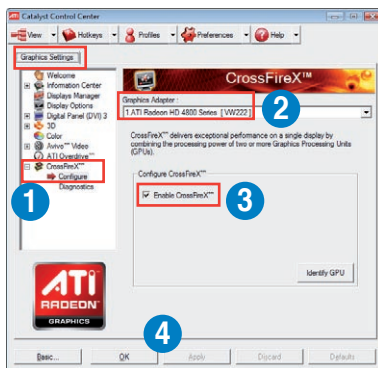 Catalyst Control Center
View Hotkeys Profiles Preferences Help
Graphics Settings
Welcome
Information Center
Displays Manager
Display Options
Digital Panel (DVI) 3
3D
Color
Avivo™ Video
ATI Overdrive™
CrossFireX™
Configure
Diagnostics
1
CrossFireX™
Graphics Adapter :
1.ATI Radeon HD 4800 Series [ VW222 ]
2
CrossFireX™ delivers exceptional performance on a single display by
combining the processing power of two or more Graphics Processing Units
(GPUs).
Configure CrossFireX™
Enable CrossFireX™
3
Identify GPU
ATI
RADEON
GRAPHICS
4
Basic... OK Apply Discard Defaults